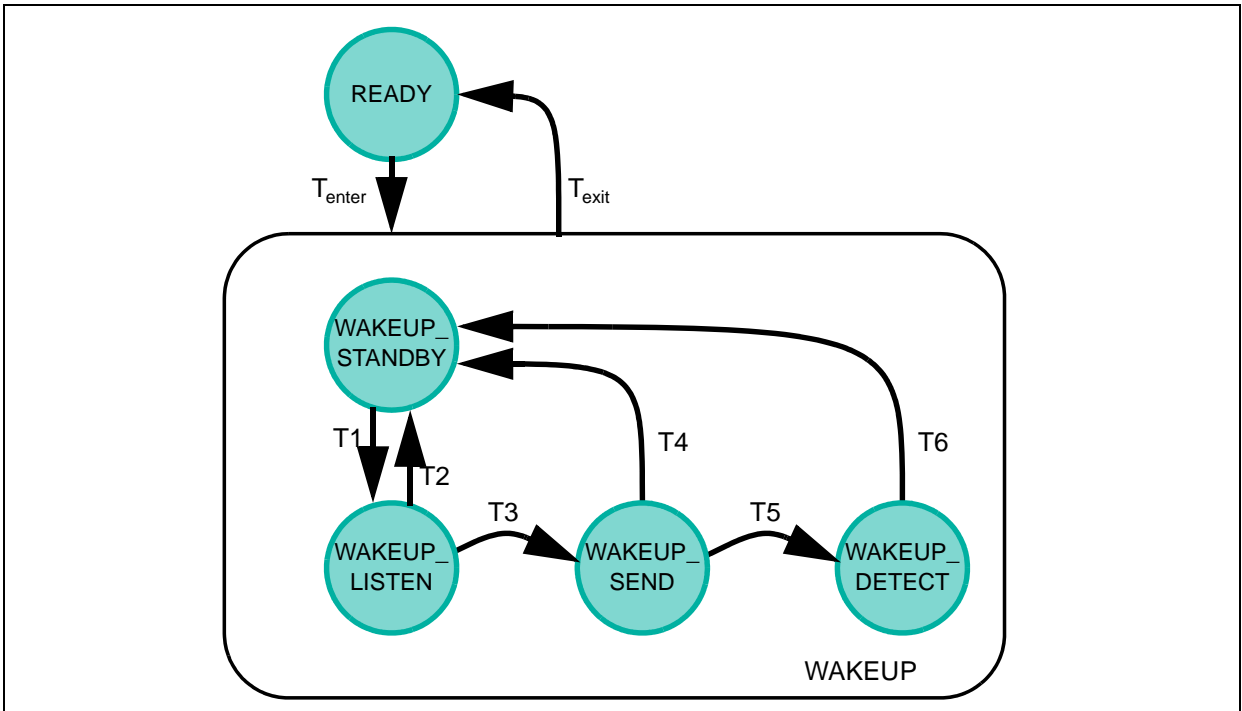 READY
Tenter
Texit
WAKEUP_
STANDBY
T1
T2
T4
T6
T3
T5
WAKEUP_
LISTEN
WAKEUP_
SEND
WAKEUP_
DETECT
WAKEUP